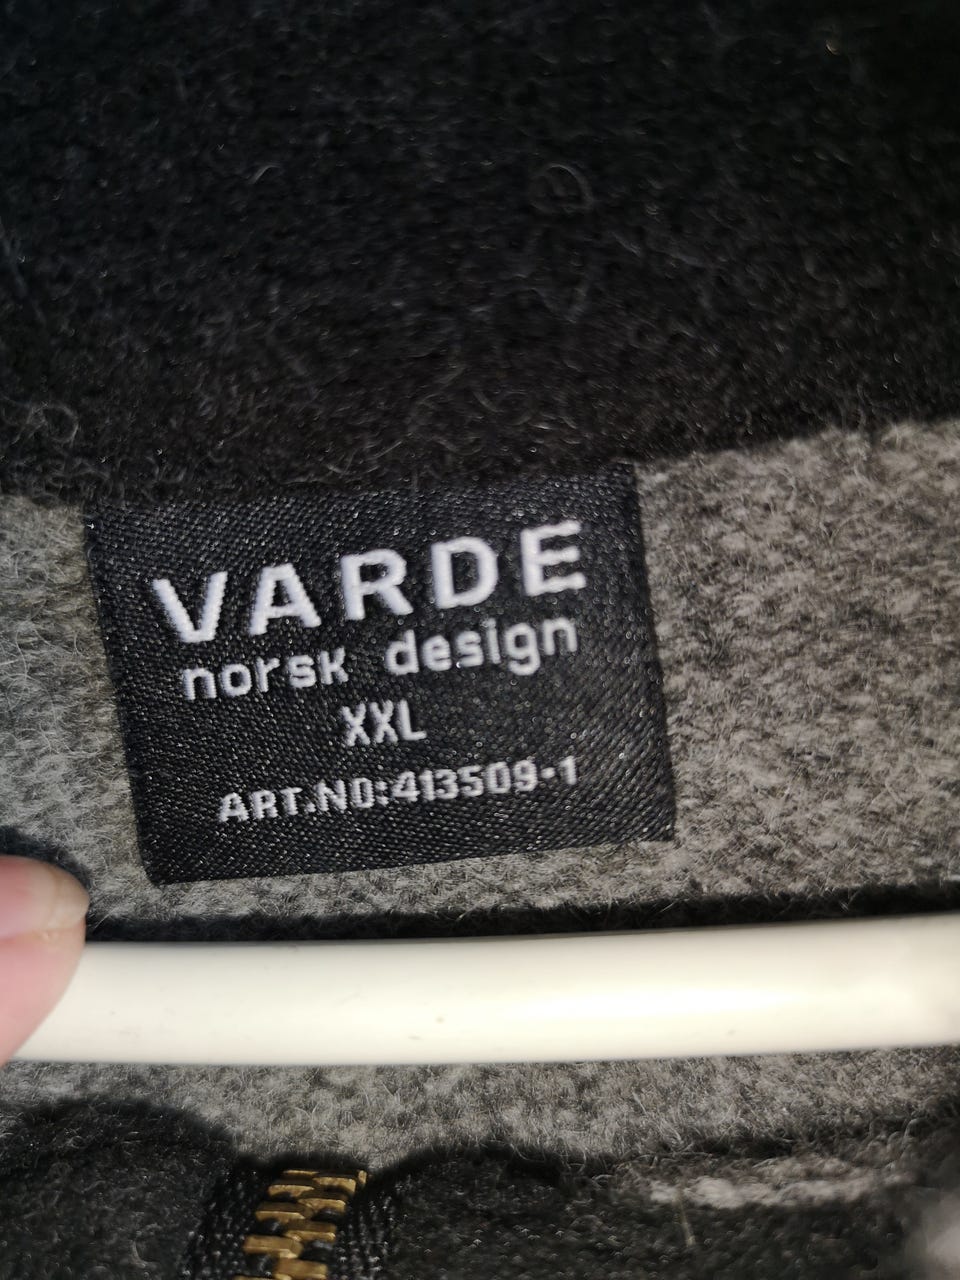 VARDE
norsk design
XXL
ART.NO:413509-1